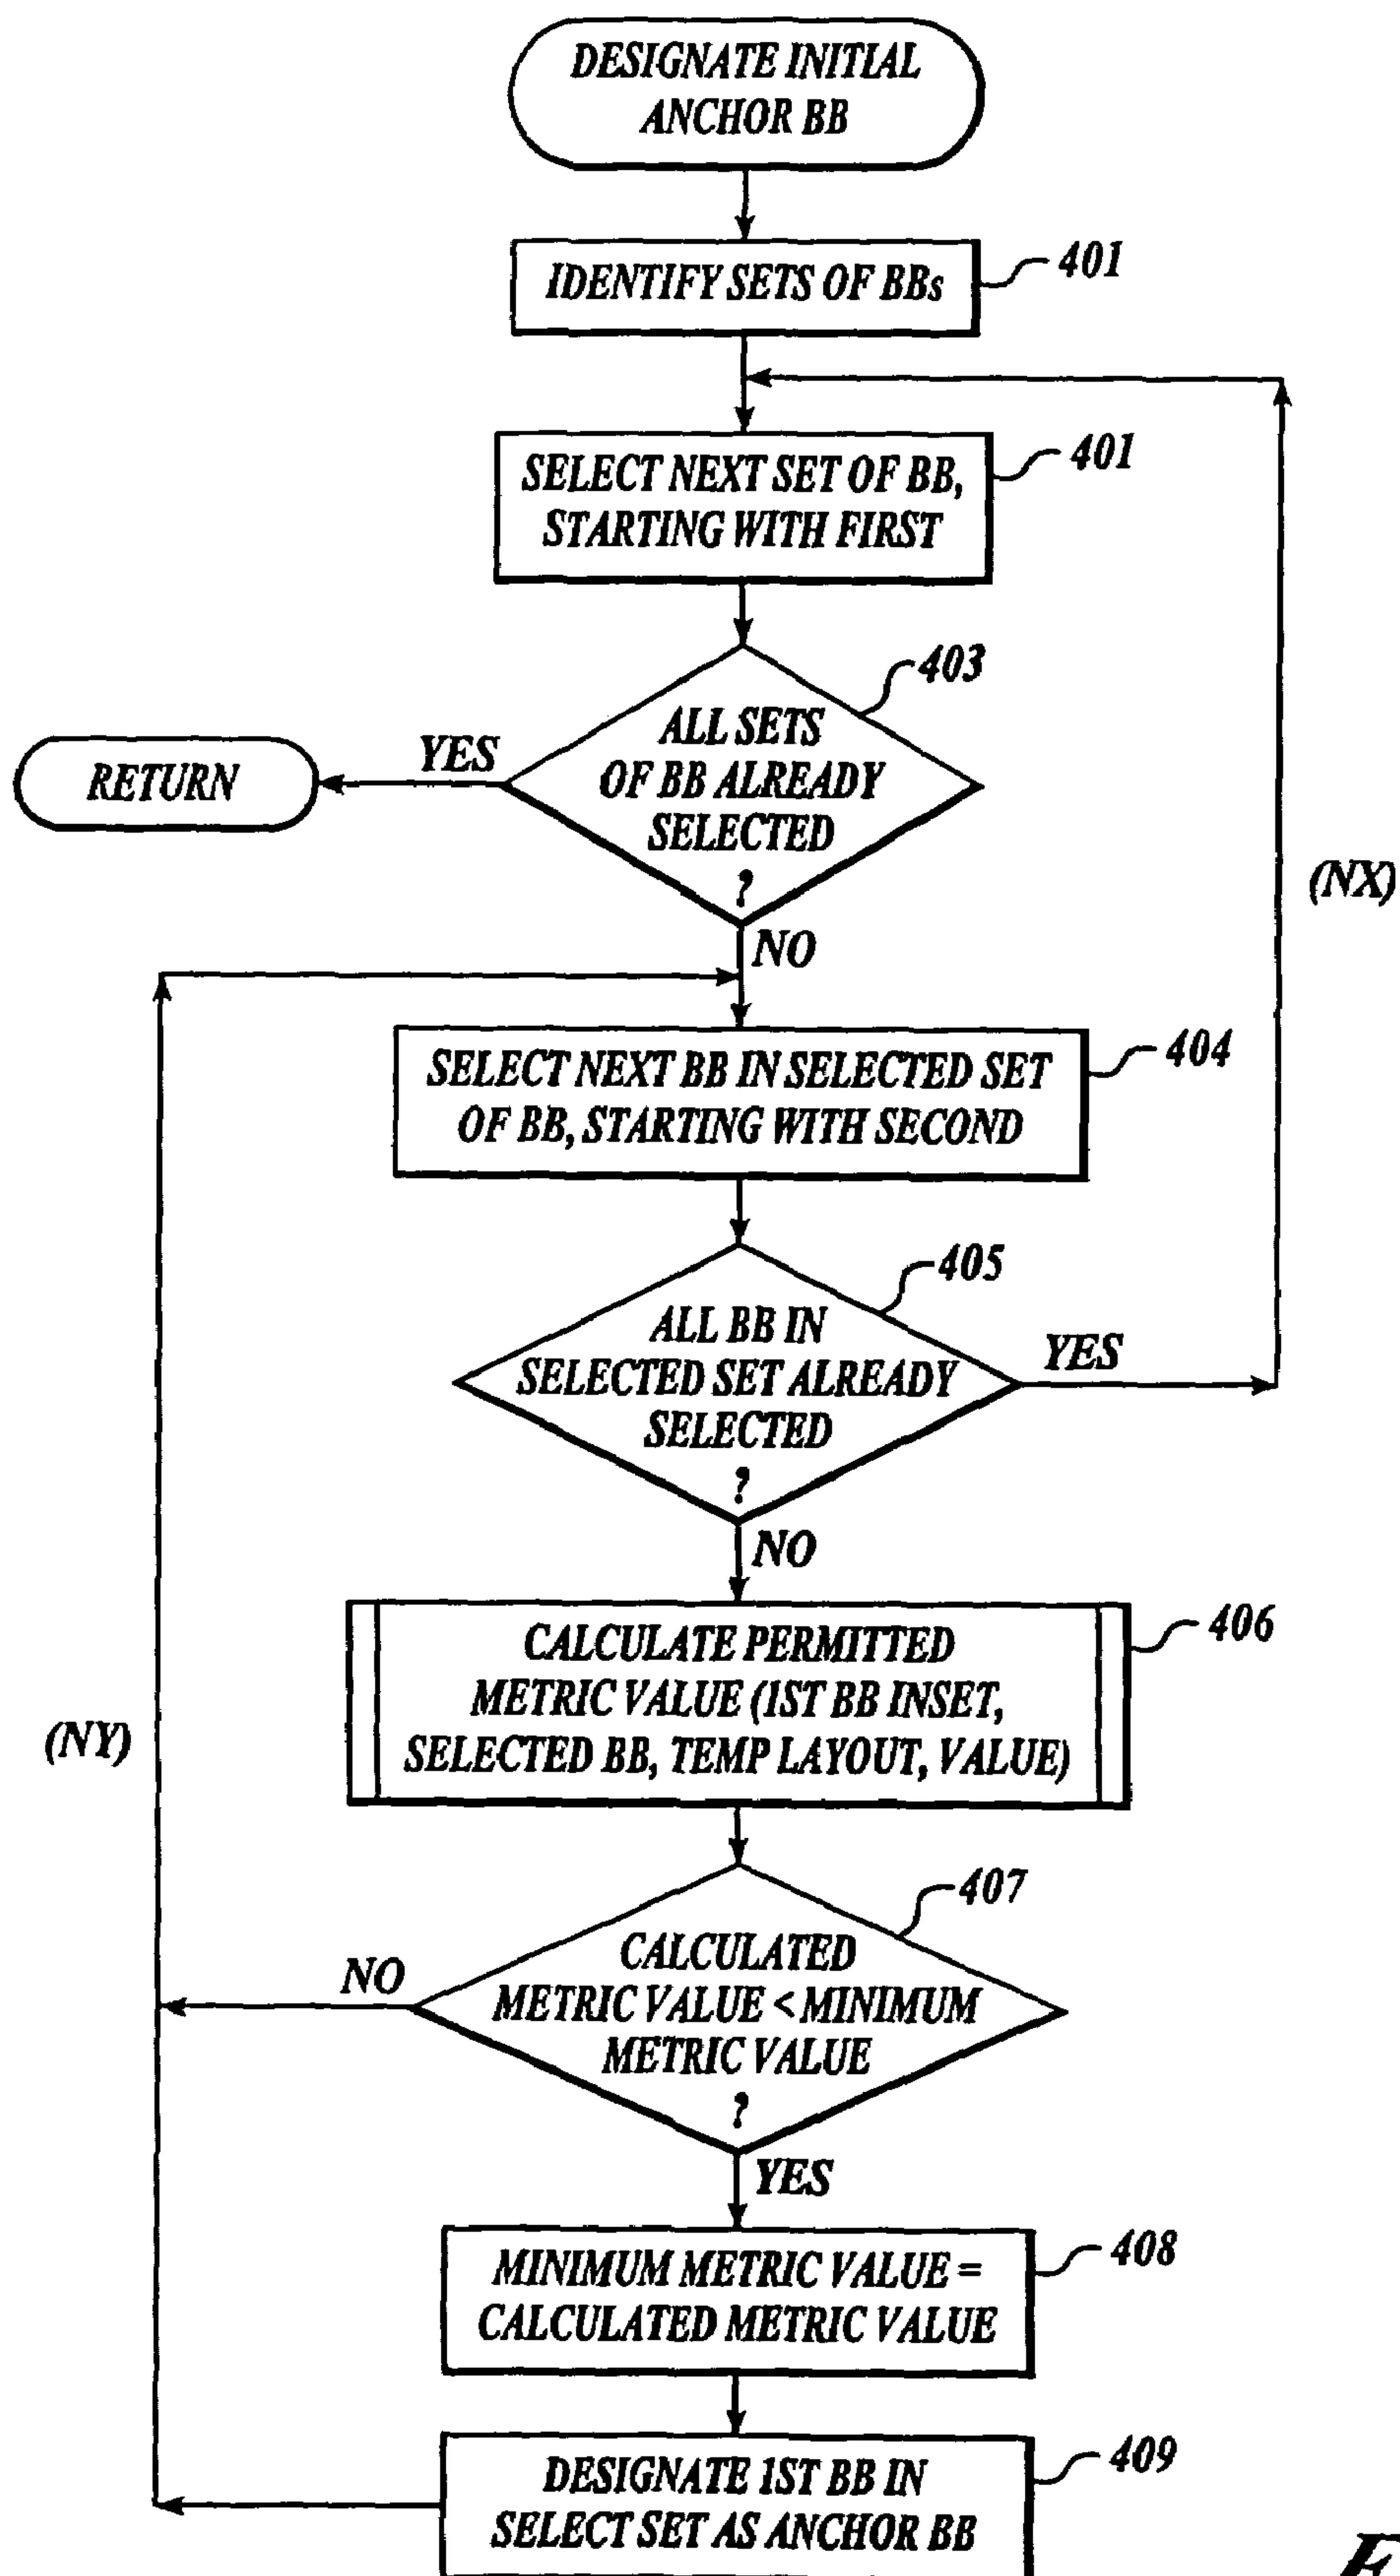 DESIGNATE INITIAL
ANCHOR BB
IDENTIFY SETS OF BBs
401
SELECT NEXT SET OF BB,
STARTING WITH FIRST
401
403
ALL SETS
OF BB ALREADY
SELECTED
?
YES
RETURN
(NX)
NO
SELECT NEXT BB IN SELECTED SET
OF BB, STARTING WITH SECOND
404
405
ALL BB IN
SELECTED SET ALREADY
SELECTED
?
YES
NO
CALCULATE PERMITTED
METRIC VALUE (1ST BB INSET,
SELECTED BB, TEMP LAYOUT, VALUE)
406
(NY)
407
CALCULATED
METRIC VALUE < MINIMUM
METRIC VALUE
?
NO
YES
MINIMUM METRIC VALUE =
CALCULATED METRIC VALUE
408
DESIGNATE 1ST BB IN
SELECT SET AS ANCHOR BB
409